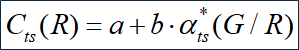 C_ts (R) = a + b · α*_ts (G / R)